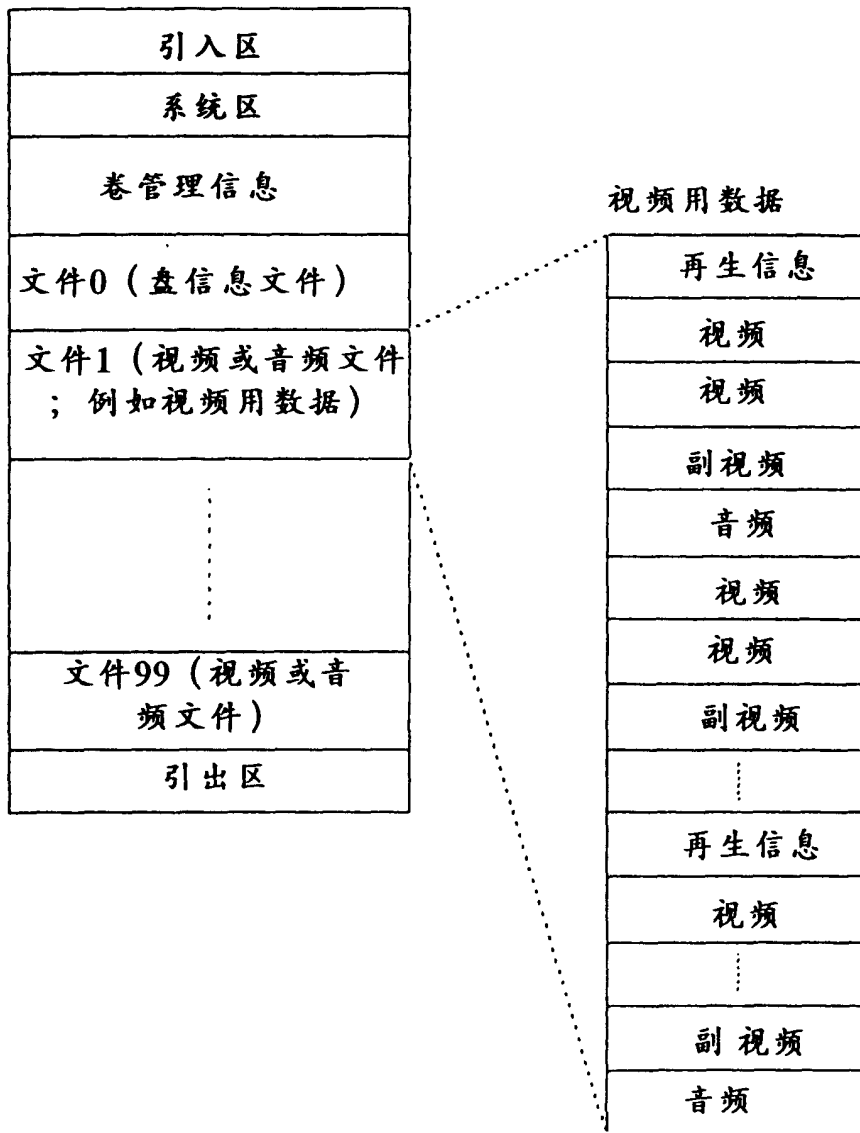 引入区
系统区
卷管理信息
文件0（盘信息文件）
文件1（视频或音频文件
；例如视频用数据）
文件99（视频或音
频文件）
引出区
视频用数据
再生信息
视频
视频
副视频
音频
视频
视频
副视频
再生信息
视频
副视频
音频